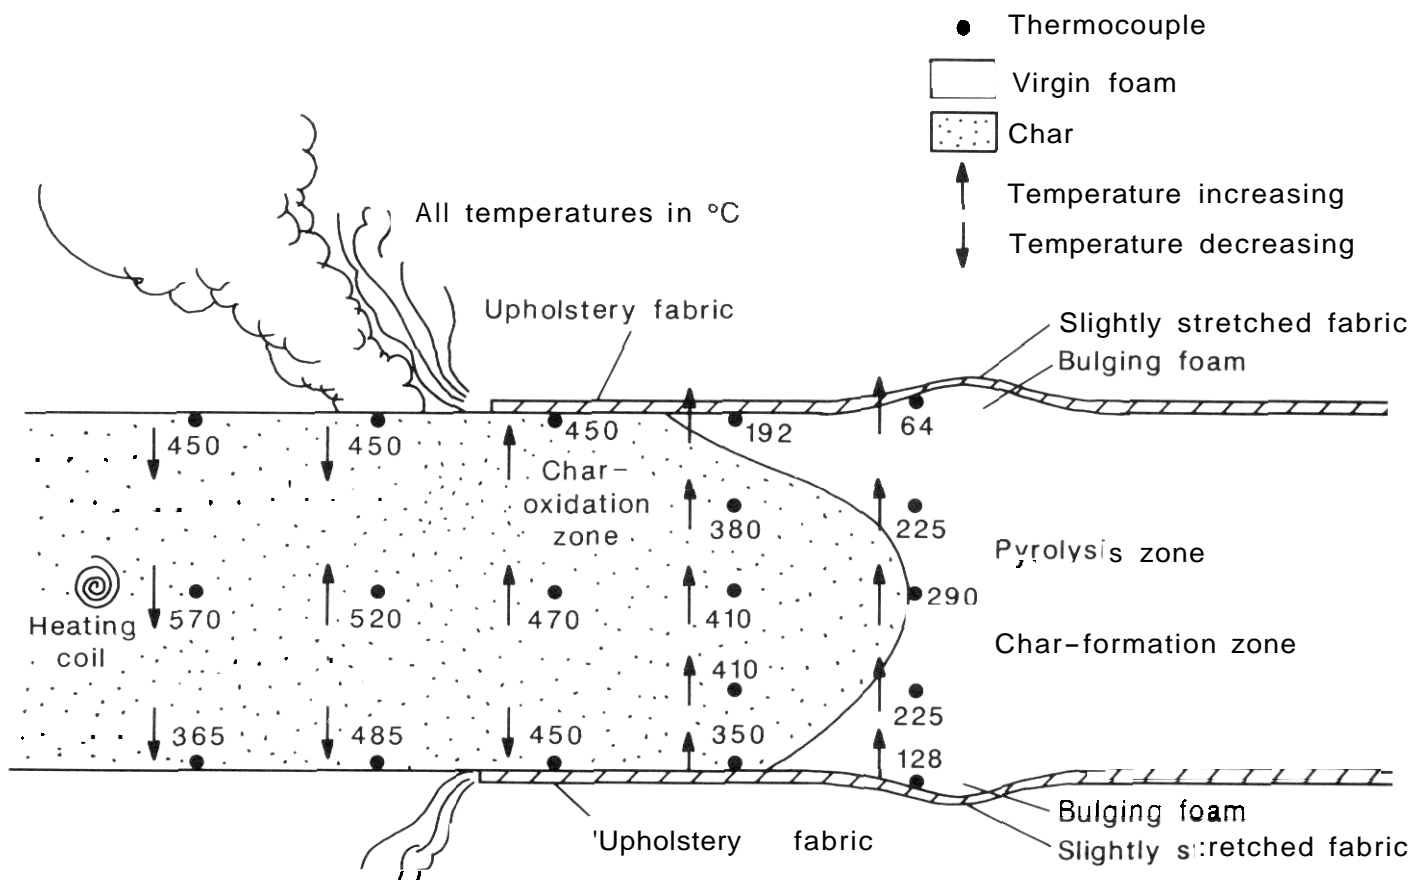 Thermocouple
Virgin foam
Char
Temperature increasing
Temperature decreasing
All temperatures in °C
Upholstery fabric
Slightly stretched fabric
Bulging foam
450
450
450
192
64
Char-
oxidation
zone
380
225
Pyrolysis zone
Heating
coil
570
520
470
410
290
Char-formation zone
410
225
365
485
450
350
128
Bulging foam
'Upholstery fabric
Slightly stretched fabric